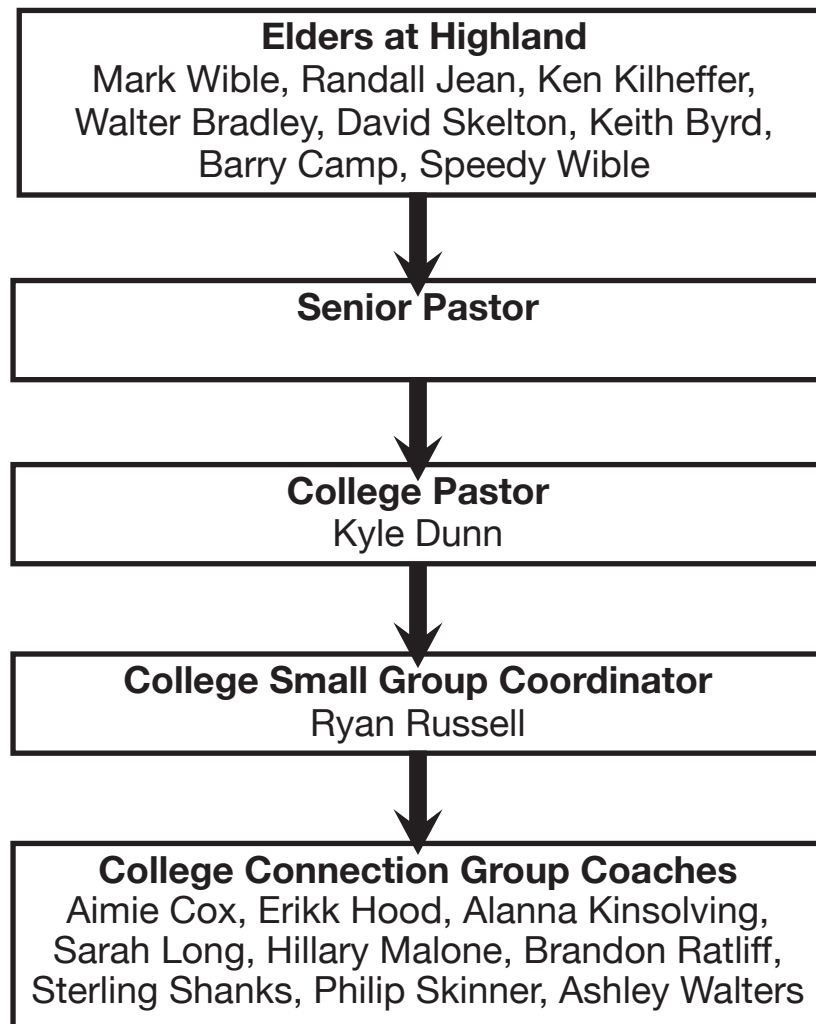 Elders at Highland
Mark Wible, Randall Jean, Ken Kilheffer,
Walter Bradley, David Skelton, Keith Byrd,
Barry Camp, Speedy Wible
Senior Pastor
College Pastor
Kyle Dunn
College Small Group Coordinator
Ryan Russell
College Connection Group Coaches
Aimie Cox, Erikk Hood, Alanna Kinsolving,
Sarah Long, Hillary Malone, Brandon Ratliff,
Sterling Shanks, Philip Skinner, Ashley Walters